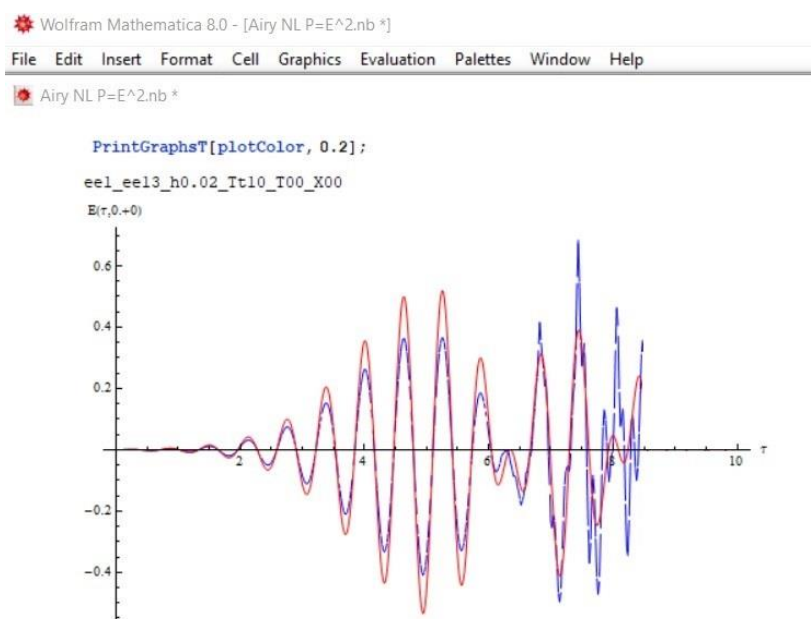 Wolfram Mathematica 8.0 - [Airy NL P=E^2.nb *]
File Edit Insert Format Cell Graphics Evaluation Palettes Window Help
Airy NL P=E^2.nb *
PrintGraphsT[plotColor, 0.2];
ee1_ee13_h0.02_Tt10_T00_X00
E(τ,0.+0)
0.6
0.4
0.2
2 4 6 8 10 τ
-0.2
-0.4